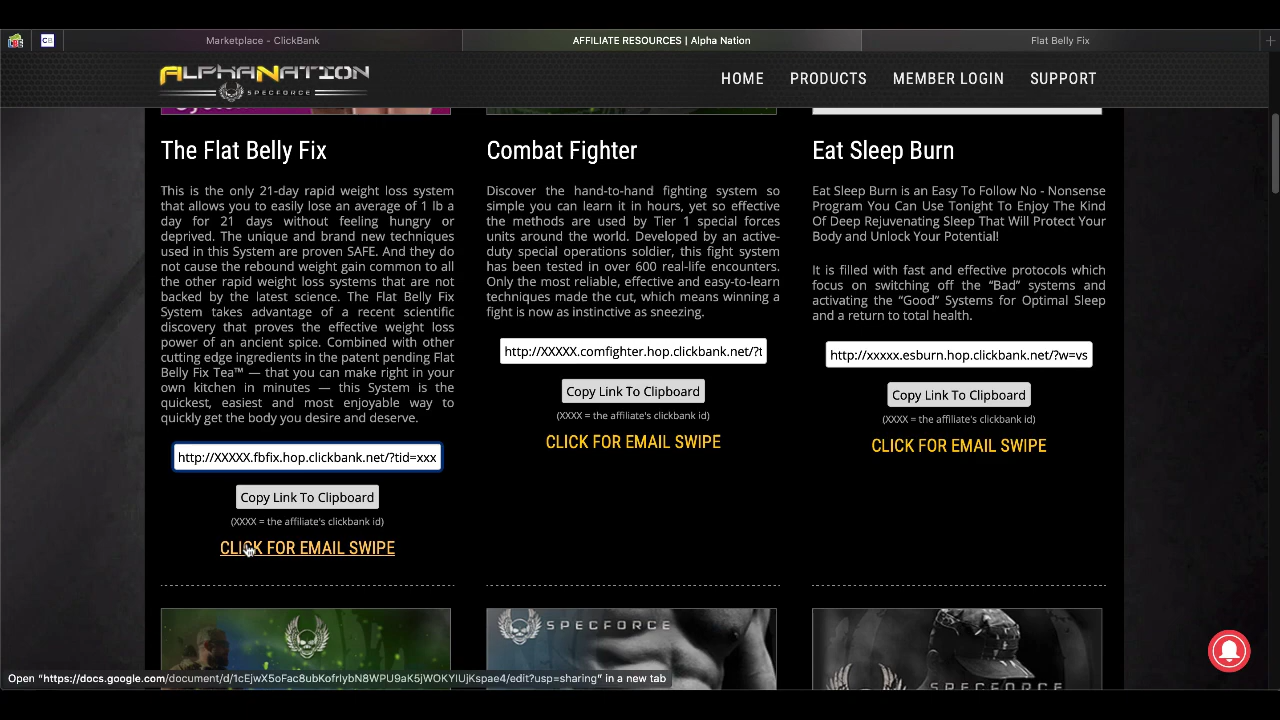 Marketplace - ClickBank
AFFILIATE RESOURCES | Alpha Nation
Flat Belly Fix
CB
ALPHANATION
SPECFORCE
HOME
PRODUCTS
MEMBER LOGIN
SUPPORT
The Flat Belly Fix
This is the only 21-day rapid weight loss system
that allows you to easily lose an average of 1 lb a
day for 21 days without feeling hungry or
deprived. The unique and brand new techniques
used in this System are proven SAFE. And they do
not cause the rebound weight gain common to all
the other rapid weight loss systems that are not
backed by the latest science. The Flat Belly Fix
System takes advantage of a recent scientific
discovery that proves the effective weight loss
power of an ancient spice. Combined with other
cutting edge ingredients in the patent pending Flat
Belly Fix Tea™ — that you can make right in your
own kitchen in minutes — this System is the
quickest, easiest and most enjoyable way to
quickly get the body you desire and deserve.
http://XXXXX.fbfix.hop.clickbank.net/?tid=xxx
Copy Link To Clipboard
(XXXX = the affiliate's clickbank id)
CLICK FOR EMAIL SWIPE
Combat Fighter
Discover the hand-to-hand fighting system so
simple you can learn it in hours, yet so effective
the methods are used by Tier 1 special forces
units around the world. Developed by an active-
duty special operations soldier, this fight system
has been tested in over 600 real-life encounters.
Only the most reliable, effective and easy-to-learn
techniques made the cut, which means winning a
fight is now as instinctive as sneezing.
http://XXXXX.comfighter.hop.clickbank.net/?t
Copy Link To Clipboard
(XXXX = the affiliate's clickbank id)
CLICK FOR EMAIL SWIPE
Eat Sleep Burn
Eat Sleep Burn is an Easy To Follow No - Nonsense
Program You Can Use Tonight To Enjoy The Kind
Of Deep Rejuvenating Sleep That Will Protect Your
Body and Unlock Your Potential!
It is filled with fast and effective protocols which
focus on switching off the “Bad” systems and
activating the “Good” Systems for Optimal Sleep
and a return to total health.
http://xxxxx.esburn.hop.clickbank.net/?w=vs
Copy Link To Clipboard
(XXXX = the affiliate's clickbank id)
CLICK FOR EMAIL SWIPE
SPECFORCE
Open “https://docs.google.com/document/d/1cEjwX5oFac8ubKofrIybN8WPU9aK5jWOKYIUjKspae4/edit?usp=sharing” in a new tab